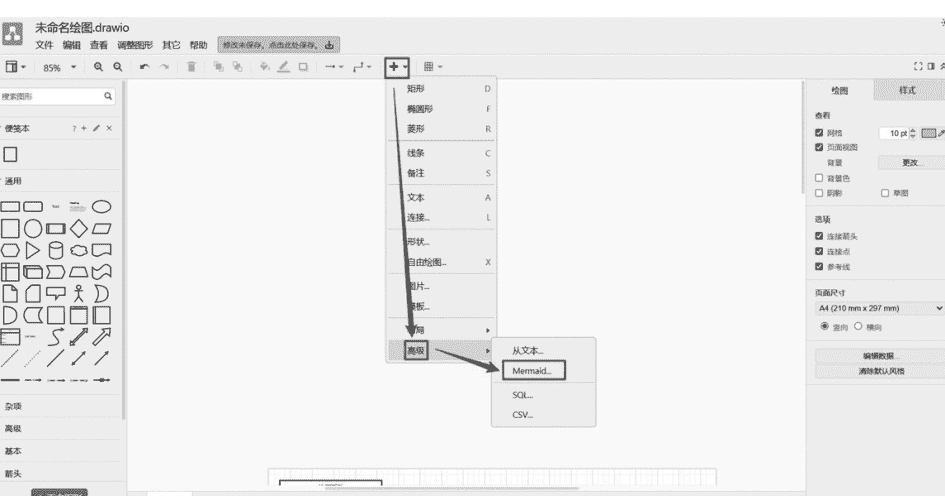 未命名绘图.drawio
文件 编辑 查看 调整图形 其它 帮助 修改未保存。点击此处保存。
85%
搜索图形
便笺本 ? + ×
通用
Text
杂项
高级
基本
箭头
矩形 D
椭圆形 F
菱形 R
线条 C
备注 S
文本 A
连接... L
形状...
自由绘图... X
图片...
模板...
高级
从文本...
Mermaid...
SQL...
CSV...
绘图 样式
查看
网格 10 pt
页面视图
背景 更改...
背景色
阴影 草图
选项
连接箭头
连接点
参考线
页面尺寸
A4 (210 mm x 297 mm)
竖向 横向
编辑数据...
清除默认风格